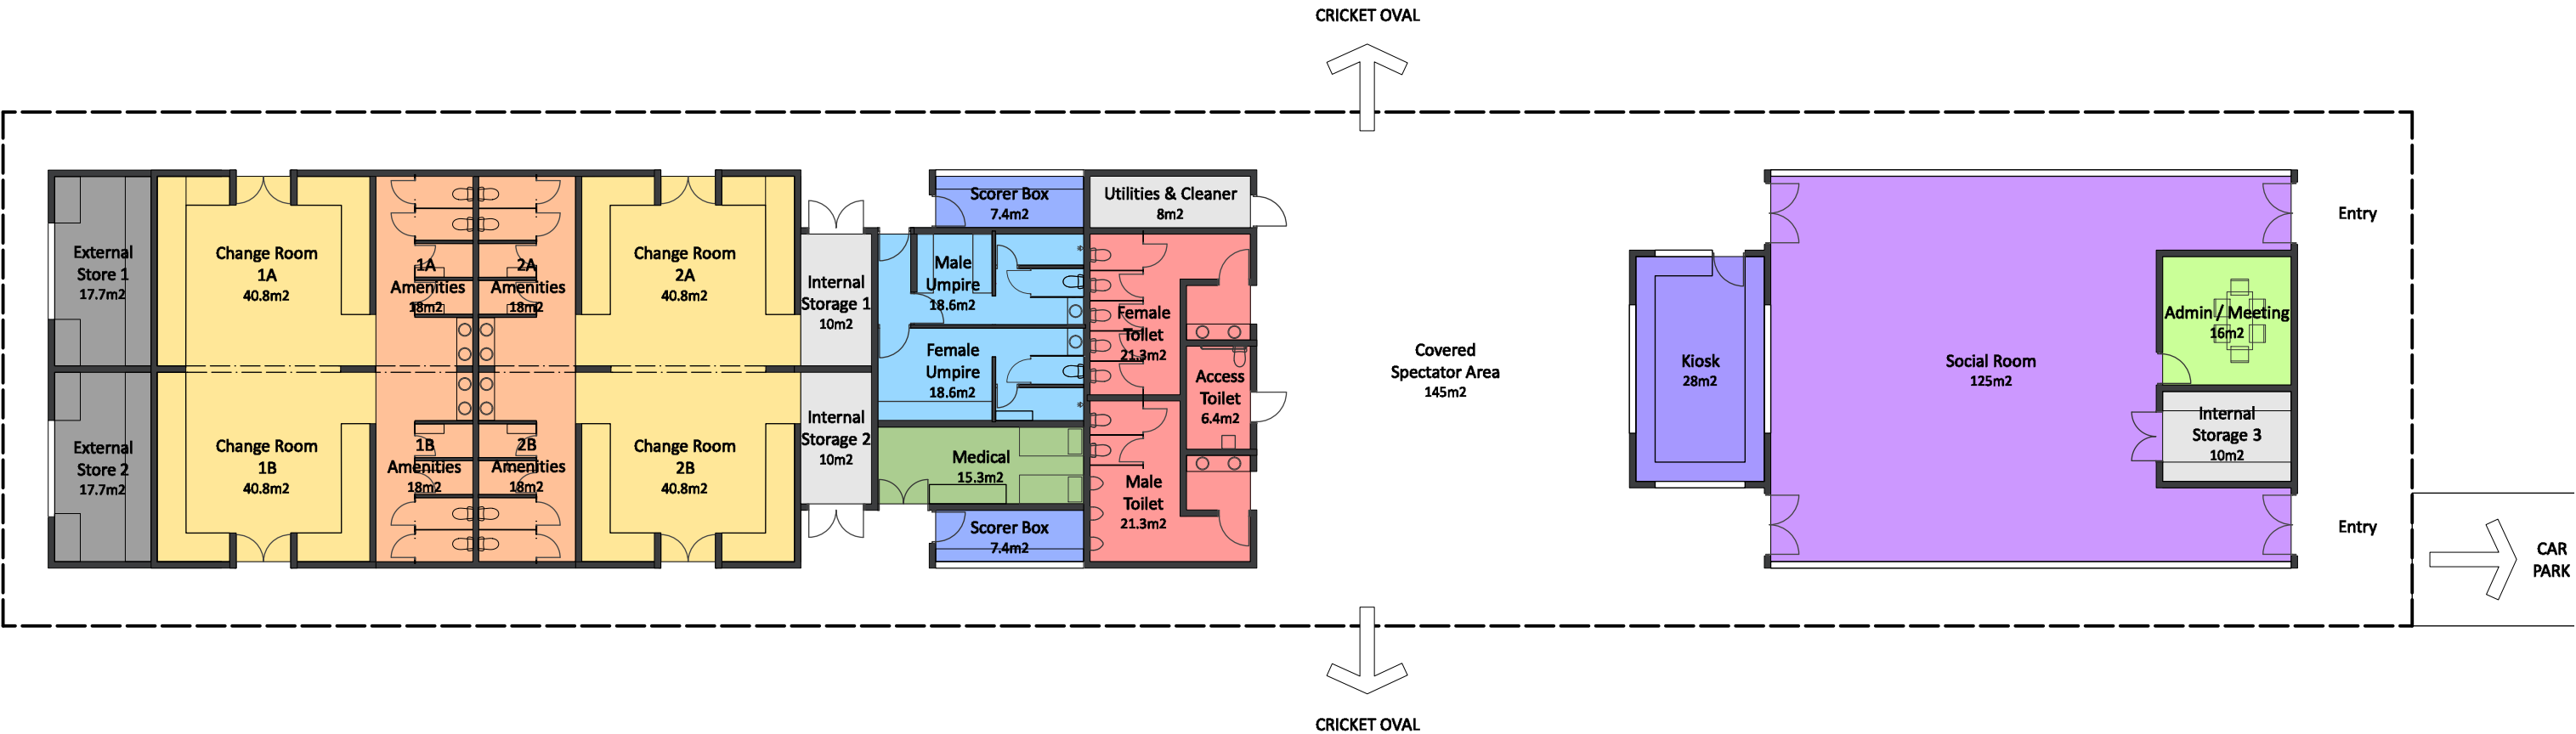 CRICKET OVAL
External
Store 1
17.7m2
Change Room
1A
40.8m2
1A
Amenities
18m2
2A
Amenities
18m2
Change Room
2A
40.8m2
Internal
Storage 1
10m2
Scorer Box
7.4m2
Utilities & Cleaner
8m2
Male
Umpire
18.6m2
Female
Umpire
18.6m2
Female
Toilet
21.3m2
Access
Toilet
6.4m2
Covered
Spectator Area
145m2
Kiosk
28m2
Social Room
125m2
Admin / Meeting
16m2
Entry
External
Store 2
17.7m2
Change Room
1B
40.8m2
1B
Amenities
18m2
2B
Amenities
18m2
Change Room
2B
40.8m2
Internal
Storage 2
10m2
Medical
15.3m2
Scorer Box
7.4m2
Male
Toilet
21.3m2
Internal
Storage 3
10m2
Entry
CAR
PARK
CRICKET OVAL